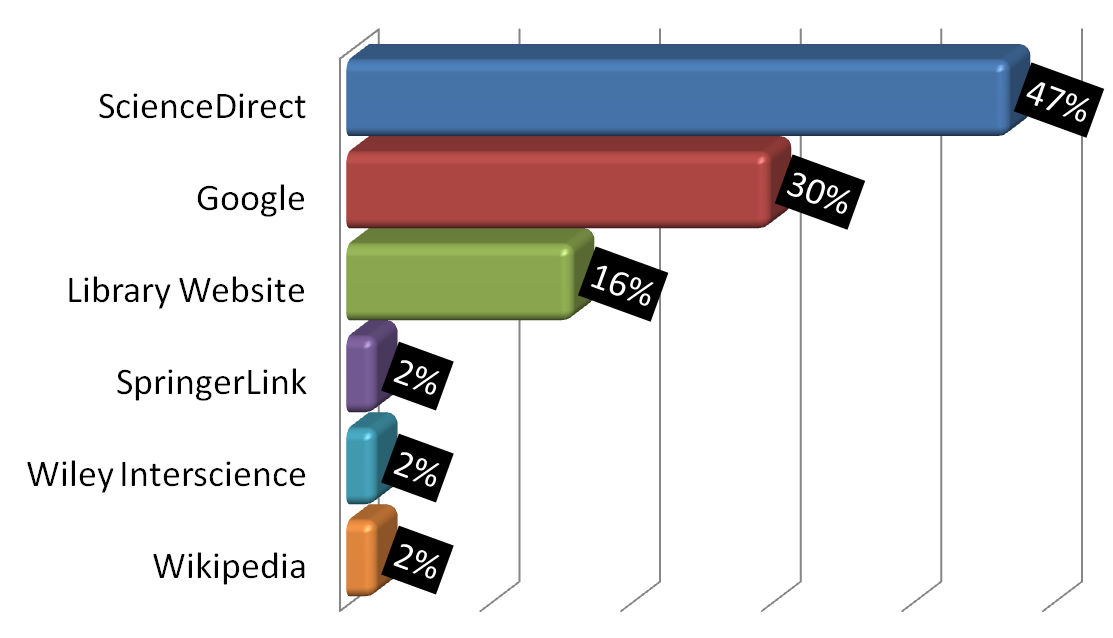 ScienceDirect
47%
Google
30%
Library Website
16%
SpringerLink
2%
Wiley Interscience
2%
Wikipedia
2%